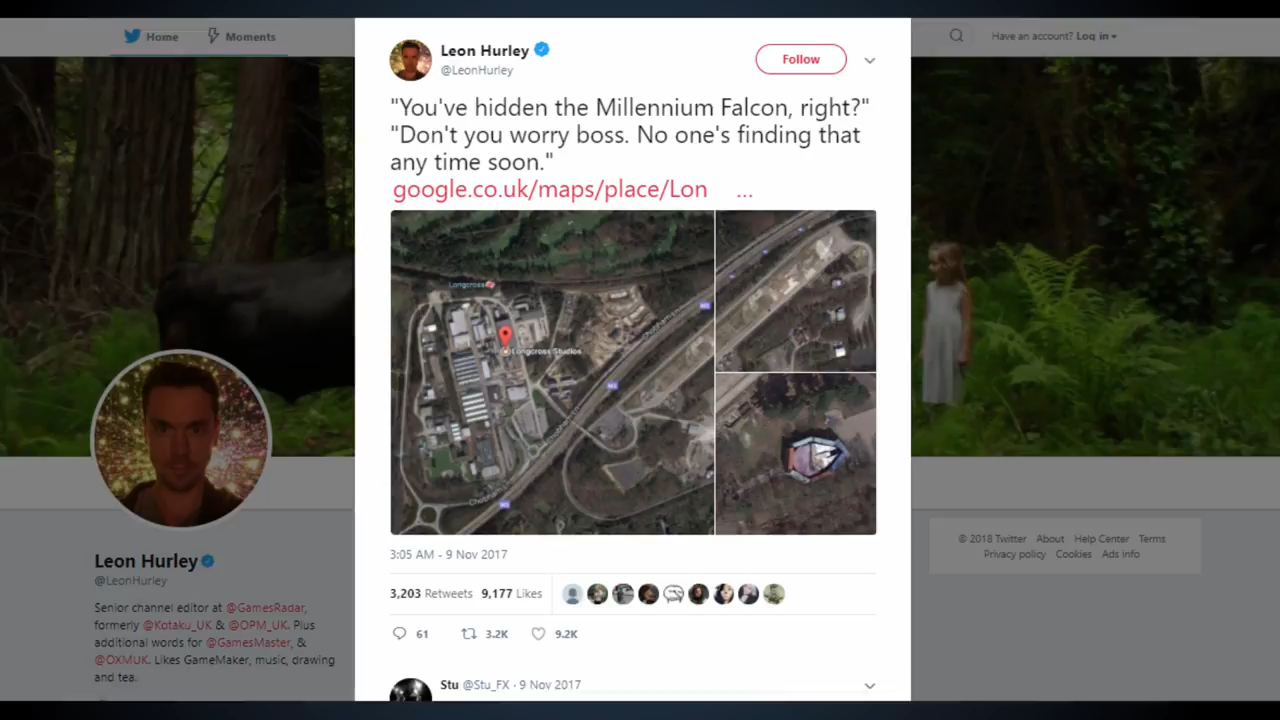 Home
Moments
Have an account? Log in
Leon Hurley
@LeonHurley
Follow
"You've hidden the Millennium Falcon, right?"
"Don't you worry boss. No one's finding that
any time soon."
google.co.uk/maps/place/Lon ...
Longcross
Longcross Studios
3:05 AM - 9 Nov 2017
3,203 Retweets 9,177 Likes
61 3.2K 9.2K
Stu @Stu_FX · 9 Nov 2017
Leon Hurley
@LeonHurley
Senior channel editor at @GamesRadar,
formerly @Kotaku_UK & @OPM_UK. Plus
additional words for @GamesMaster, &
@OXMUK. Likes GameMaker, music, drawing
and tea.
© 2018 Twitter About Help Center Terms
Privacy policy Cookies Ads info